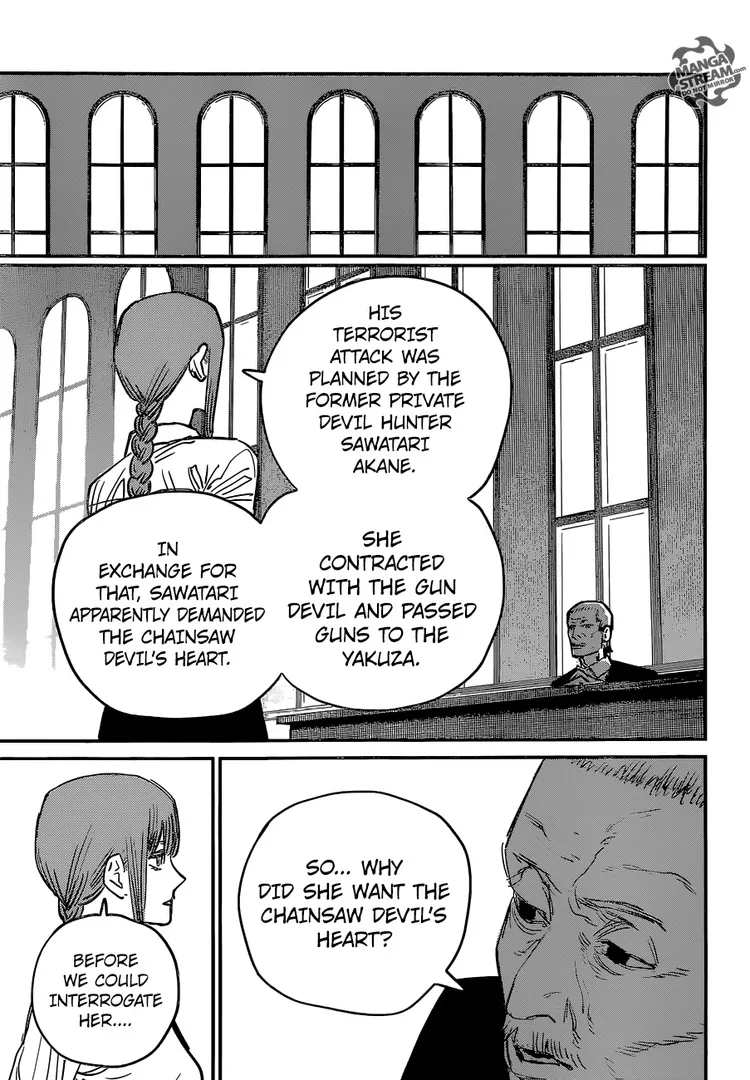 MANGA
STREAM.com
DO NOT MIRROR
HIS
TERRORIST
ATTACK WAS
PLANNED BY THE
FORMER PRIVATE
DEVIL HUNTER
SAWATARI
AKANE.
SHE
CONTRACTED
WITH THE GUN
DEVIL AND PASSED
GUNS TO THE
YAKUZA.
IN
EXCHANGE FOR
THAT, SAWATARI
APPARENTLY DEMANDED
THE CHAINSAW
DEVIL'S HEART.
SO... WHY
DID SHE WANT THE
CHAINSAW DEVIL'S
HEART?
BEFORE
WE COULD
INTERROGATE
HER....